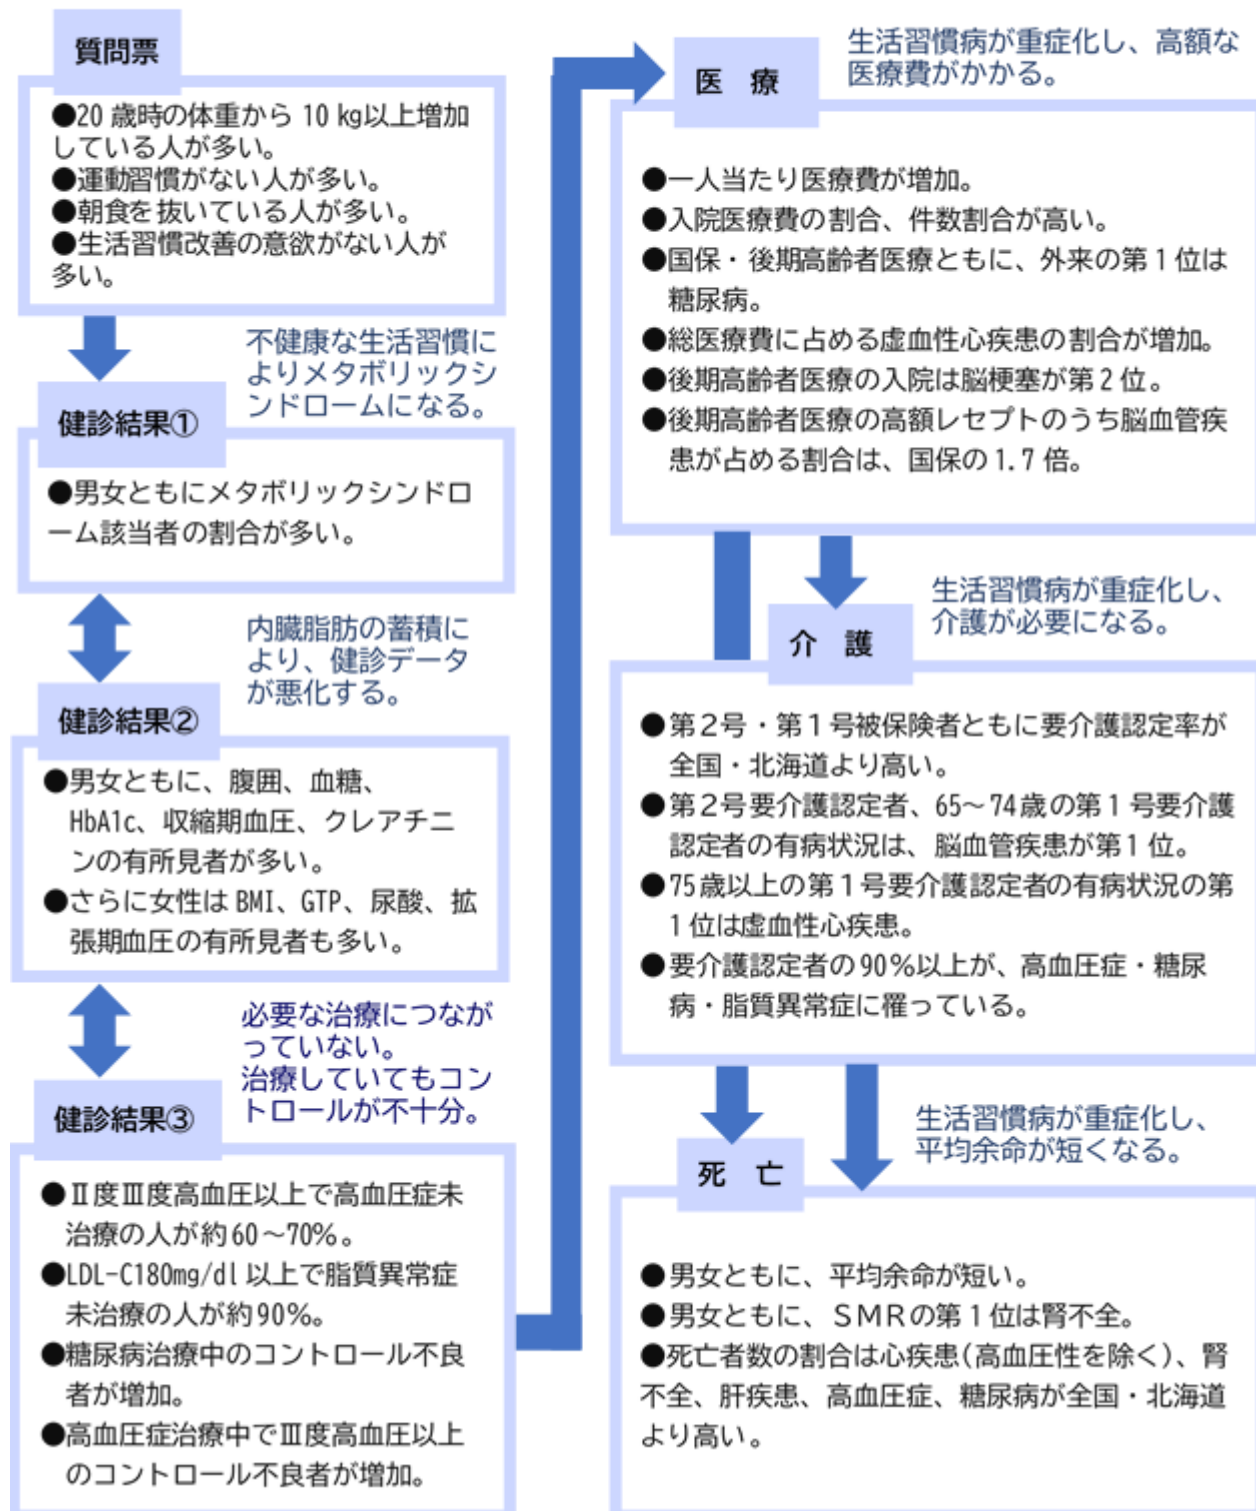 質問票
●20 歳時の体重から 10 kg以上増加
している人が多い。
●運動習慣がない人が多い。
●朝食を抜いている人が多い。
●生活習慣改善の意欲がない人が
多い。
不健康な生活習慣に
よりメタボリックシ
ンドロームになる。
健診結果①
●男女ともにメタボリックシンドロ
ーム該当者の割合が多い。
内臓脂肪の蓄積に
より、健診データ
が悪化する。
健診結果②
●男女ともに、腹囲、血糖、
HbA1c、収縮期血圧、クレアチニ
ンの有所見者が多い。
●さらに女性は BMI、GTP、尿酸、拡
張期血圧の有所見者も多い。
必要な治療につなが
っていない。
治療していてもコン
トロールが不十分。
健診結果③
●Ⅱ度Ⅲ度高血圧以上で高血圧症未
治療の人が約60～70%。
●LDL-C180mg/dl 以上で脂質異常症
未治療の人が約90%。
●糖尿病治療中のコントロール不良
者が増加。
●高血圧症治療中でⅢ度高血圧以上
のコントロール不良者が増加。
医 療
生活習慣病が重症化し、高額な
医療費がかかる。
●一人当たり医療費が増加。
●入院医療費の割合、件数割合が高い。
●国保・後期高齢者医療ともに、外来の第1位は
糖尿病。
●総医療費に占める虚血性心疾患の割合が増加。
●後期高齢者医療の入院は脳梗塞が第2位。
●後期高齢者医療の高額レセプトのうち脳血管疾
患が占める割合は、国保の1.7倍。
生活習慣病が重症化し、
介護が必要になる。
介 護
●第２号・第１号被保険者ともに要介護認定率が
全国・北海道より高い。
●第２号要介護認定者、65～74歳の第1号要介護
認定者の有病状況は、脳血管疾患が第1位。
●75歳以上の第１号要介護認定者の有病状況の第
1位は虚血性心疾患。
●要介護認定者の90%以上が、高血圧症・糖尿
病・脂質異常症に罹っている。
生活習慣病が重症化し、
平均余命が短くなる。
死 亡
●男女ともに、平均余命が短い。
●男女ともに、ＳＭＲの第1位は腎不全。
●死亡者数の割合は心疾患(高血圧性を除く)、腎
不全、肝疾患、高血圧症、糖尿病が全国・北海道
より高い。